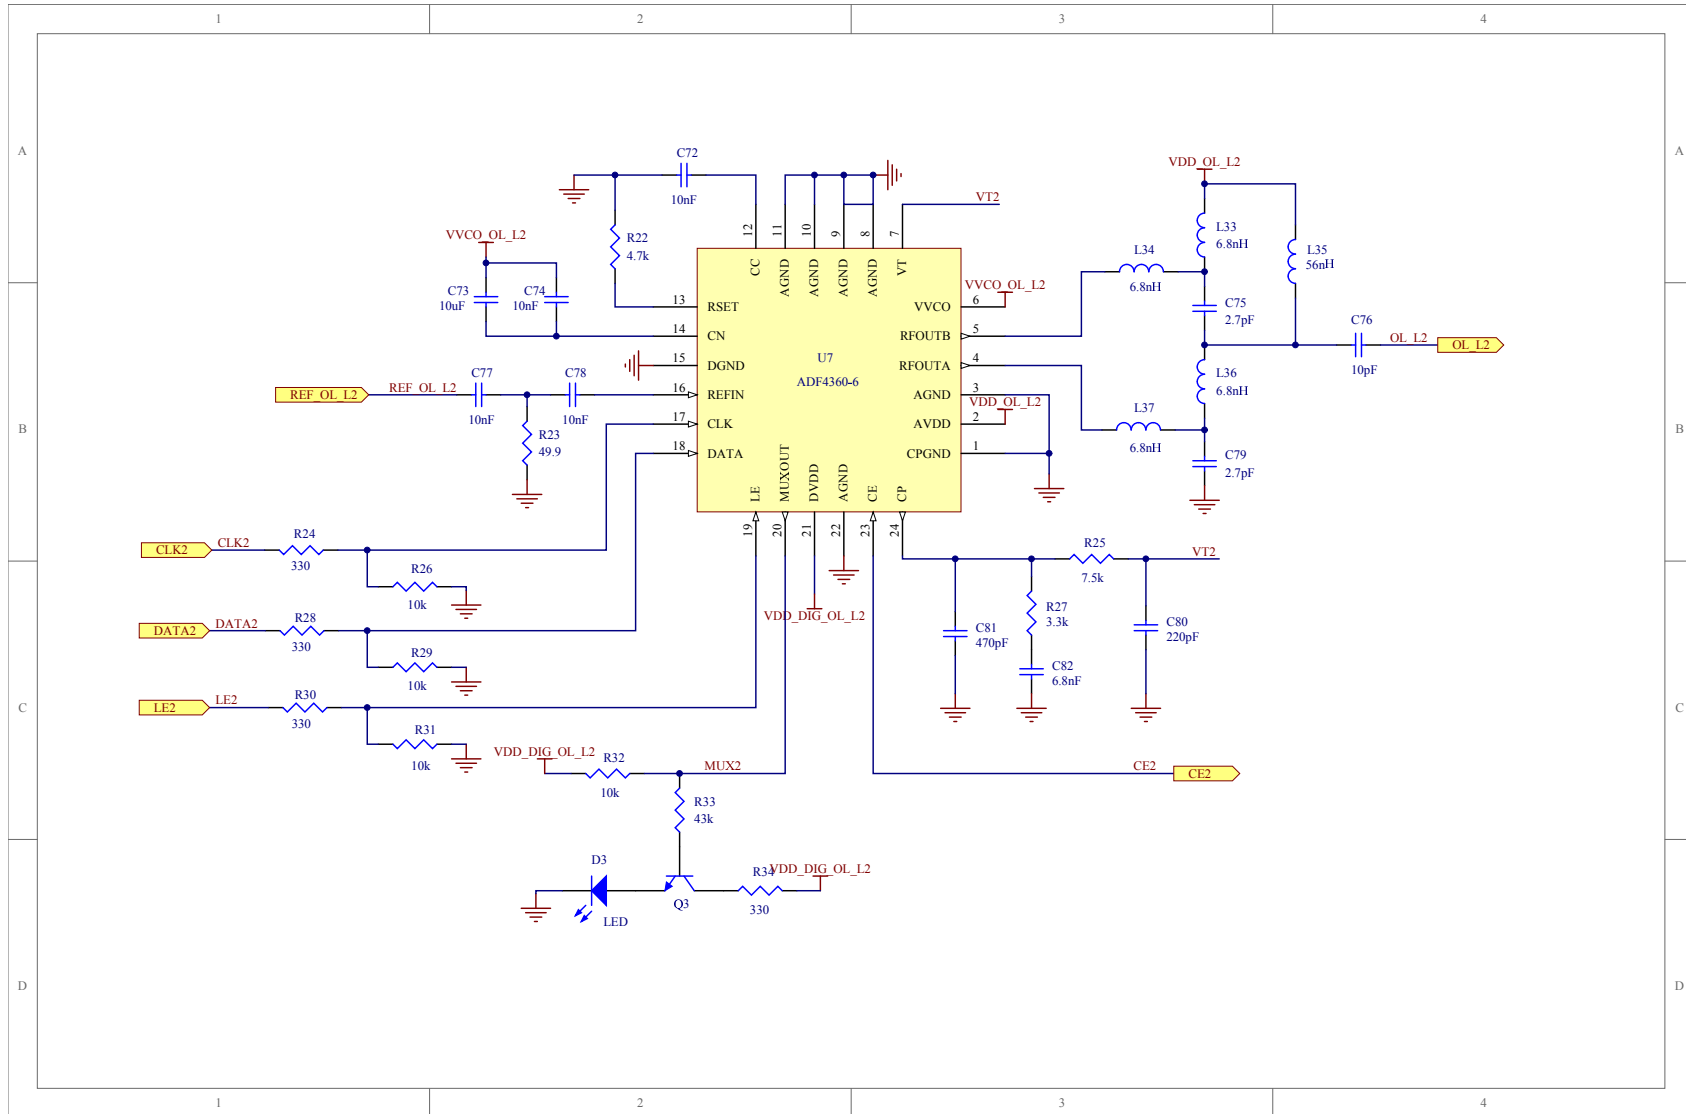 1 2 3 4
A A
C72
10nF
VDD_OL_L2
VT2
R22
4.7k
VVCO_OL_L2
12 11 10 9 8 7
CC AGND AGND AGND AGND VT
L33
6.8nH
L34
6.8nH
L35
56nH
C73
10uF
C74
10nF
13 RSET
14 CN
15 DGND
16 REFIN
17 CLK
18 DATA
U7
ADF4360-6
VVCO_OL_L2
VVCO 6
RFOUTB 5
RFOUTA 4
AGND 3
VDD_OL_L2
AVDD 2
CPGND 1
C75
2.7pF
C76
10pF
OL_L2
OL_L2
L36
6.8nH
L37
6.8nH
C79
2.7pF
REF_OL_L2
REF_OL_L2
C77
10nF
C78
10nF
B B
R23
49.9
LE MUXOUT DVDD AGND CE CP
19 20 21 22 23 24
CLK2
CLK2
R24
330
R26
10k
DATA2
DATA2
R28
330
R29
10k
VDD_DIG_OL_L2
R25
7.5k
VT2
R27
3.3k
C81
470pF
C82
6.8nF
C80
220pF
C C
LE2
LE2
R30
330
R31
10k
VDD_DIG_OL_L2
R32
10k
MUX2
CE2
CE2
R33
43k
D3
LED
Q3
R34
330
VDD_DIG_OL_L2
D D
1 2 3 4